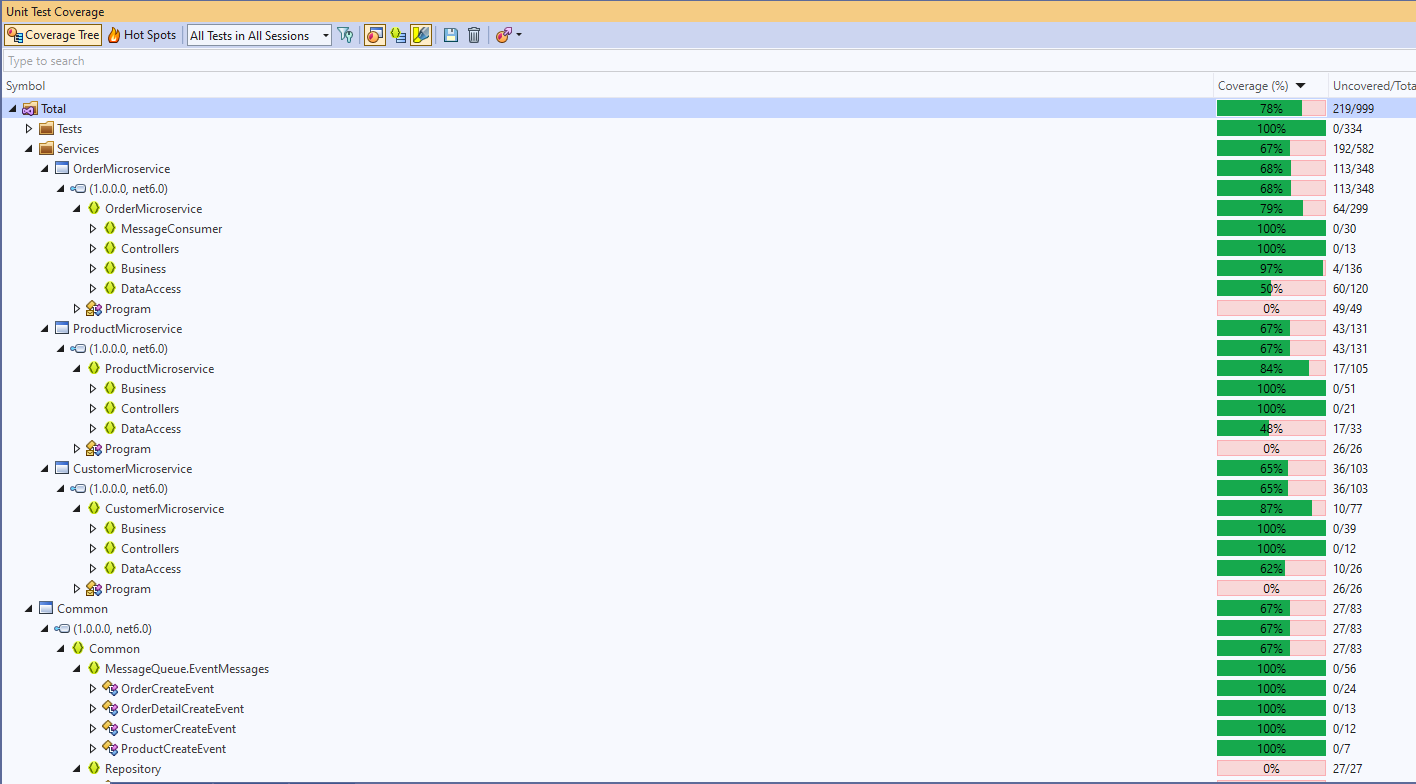 Unit Test Coverage
Coverage Tree Hot Spots All Tests in All Sessions
Type to search
Symbol Coverage (%) Uncovered/Tota
Total 78% 219/999
Tests 100% 0/334
Services 67% 192/582
OrderMicroservice 68% 113/348
(1.0.0.0, net6.0) 68% 113/348
OrderMicroservice 79% 64/299
MessageConsumer 100% 0/30
Controllers 100% 0/13
Business 97% 4/136
DataAccess 50% 60/120
Program 0% 49/49
ProductMicroservice 67% 43/131
(1.0.0.0, net6.0) 67% 43/131
ProductMicroservice 84% 17/105
Business 100% 0/51
Controllers 100% 0/21
DataAccess 48% 17/33
Program 0% 26/26
CustomerMicroservice 65% 36/103
(1.0.0.0, net6.0) 65% 36/103
CustomerMicroservice 87% 10/77
Business 100% 0/39
Controllers 100% 0/12
DataAccess 62% 10/26
Program 0% 26/26
Common 67% 27/83
(1.0.0.0, net6.0) 67% 27/83
Common 67% 27/83
MessageQueue.EventMessages 100% 0/56
OrderCreateEvent 100% 0/24
OrderDetailCreateEvent 100% 0/13
CustomerCreateEvent 100% 0/12
ProductCreateEvent 100% 0/7
Repository 0% 27/27